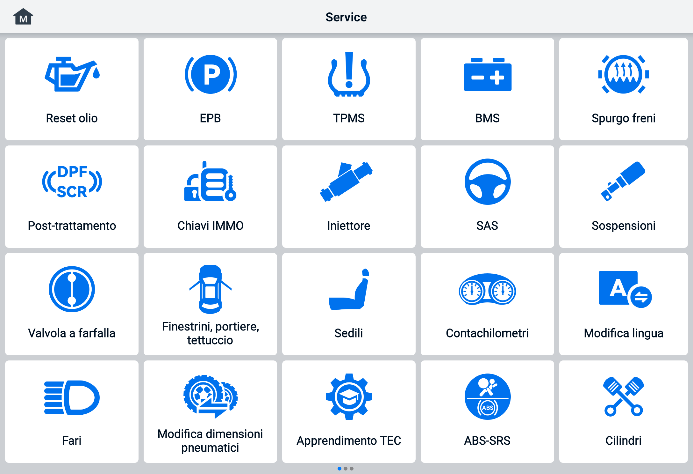 M
Service
P
Reset olio
EPB
TPMS
BMS
Spurgo freni
DPF
SCR
Post-trattamento
Chiavi IMMO
Iniettore
SAS
Sospensioni
A
Valvola a farfalla
Finestrini, portiere,
tettuccio
Sedili
Contachilometri
Modifica lingua
ABS
Fari
Modifica dimensioni
pneumatici
Apprendimento TEC
ABS-SRS
Cilindri